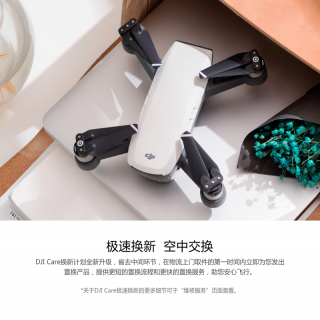 dji
极速换新 空中交换
DJI Care换新计划全新升级，省去中间环节，在物流上门取件的第一时间内立即为您发出
置换产品，提供更短的置换流程和更快的置换服务，助您安心飞行。
*关于DJI Care极速换新的更多细节可于“维修服务”页面查看。